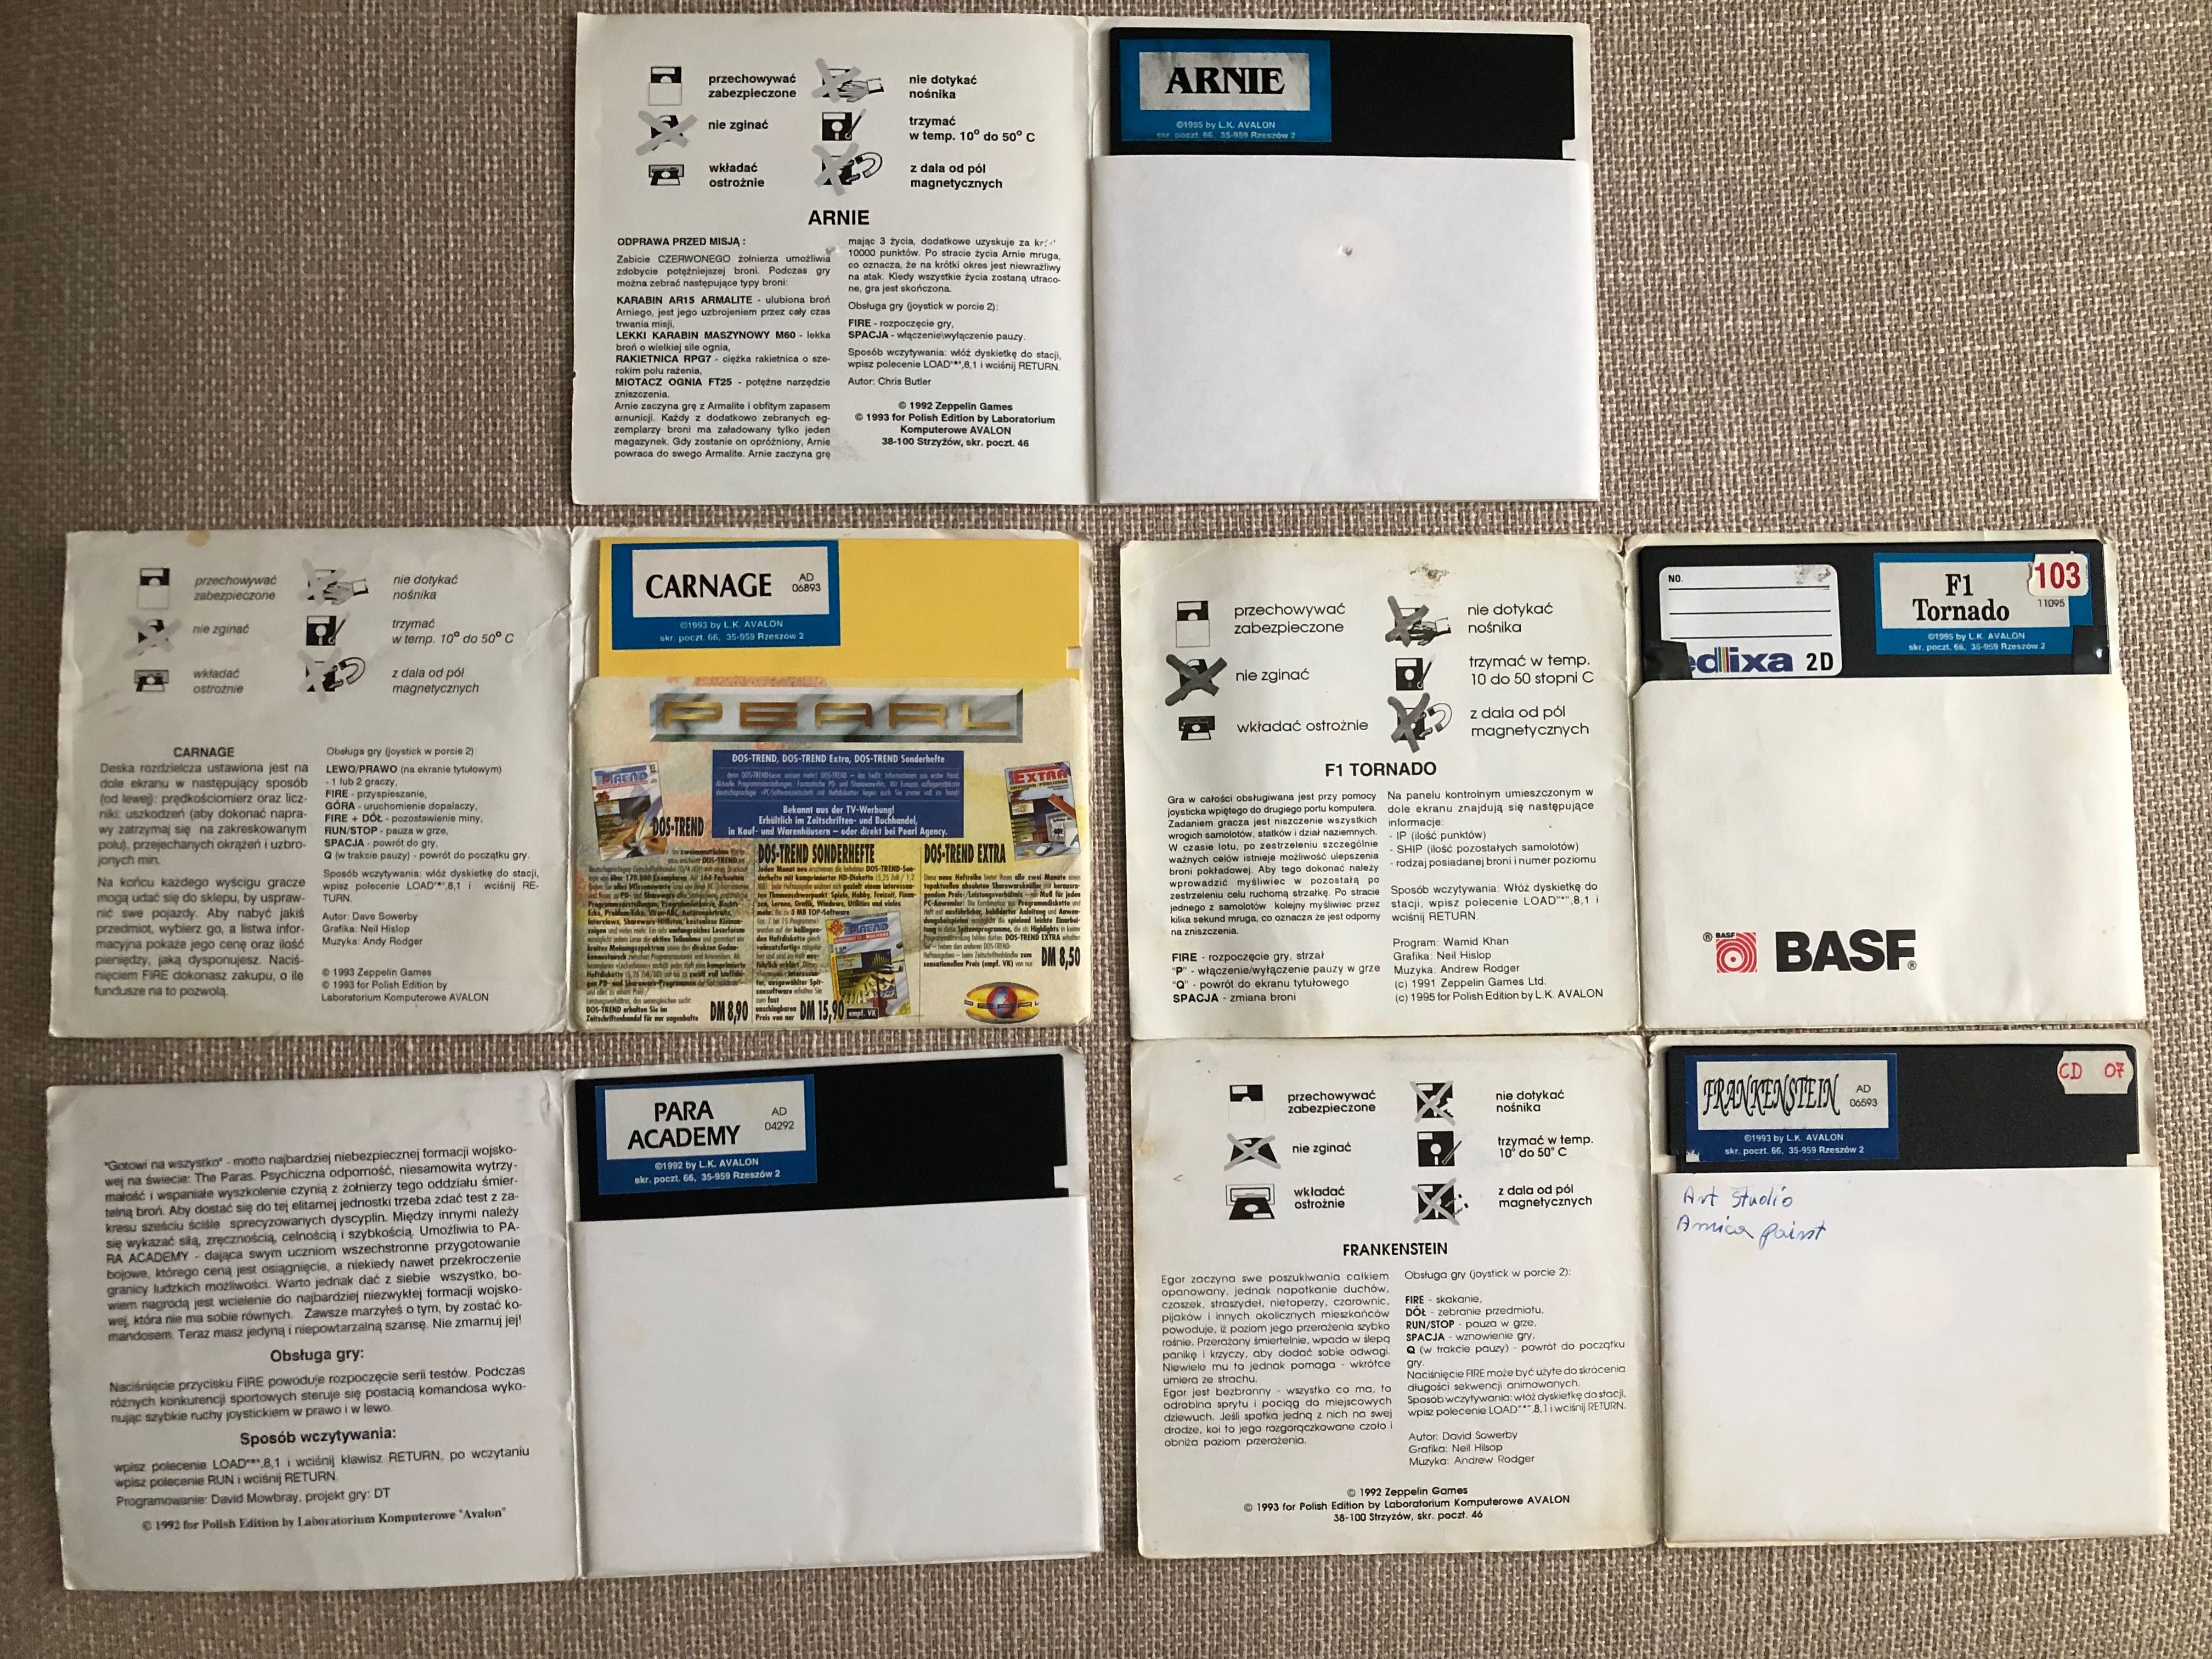 przechowywać
zabezpieczone
nie dotykać
nośnika
nie zginać
trzymać
w temp. 10° do 50° C
wkładać
ostrożnie
z dala od pól
magnetycznych
ARNIE
ODPRAWA PRZED MISJĄ :
Zabicie CZERWONEGO żołnierza umożliwia
zdobycie potężniejszej broni. Podczas gry
można zebrać następujące typy broni:
KARABIN AR15 ARMALITE - ulubiona broń
Arniego, jest jego uzbrojeniem przez cały czas
trwania misji,
LEKKI KARABIN MASZYNOWY M60 - lekka
broń o wielkiej sile ognia,
RAKIETNICA RPG7 - ciężka rakietnica o sze-
rokim polu rażenia,
MIOTACZ OGNIA FT25 - potężne narzędzie
zniszczenia.
Arnie zaczyna grę z Armalite i obfitym zapasem
amunicji. Każdy z dodatkowo zebranych eg-
zemplarzy broni ma załadowany tylko jeden
magazynek. Gdy zostanie on opróżniony, Arnie
powraca do swego Armalite. Arnie zaczyna grę
mając 3 życia, dodatkowe uzyskuje za
10000 punktów. Po stracie życia Arnie mruga,
co oznacza, że na krótki okres jest niewrażliwy
na atak. Kiedy wszystkie życia zostaną utraco-
ne, gra jest skończona.
Obsługa gry (joystick w porcie 2):
FIRE - rozpoczęcie gry,
SPACJA - włączenie\wyłączenie pauzy.
Sposób wczytywania: włóż dyskietkę do stacji,
wpisz polecenie LOAD"*",8,1 i wciśnij RETURN.
Autor: Chris Butler
© 1992 Zeppelin Games
© 1993 for Polish Edition by Laboratorium
Komputerowe AVALON
38-100 Strzyżów, skr. poczt. 46
ARNIE
©1995 by L.K. AVALON
skr. poczt. 66, 35-959 Rzeszów 2
przechowywać
zabezpieczone
nie dotykać
nośnika
nie zginać
trzymać
w temp. 10° do 50° C
wkładać
ostrożnie
z dala od pól
magnetycznych
CARNAGE
Deska rozdzielcza ustawiona jest na
dole ekranu w następujący sposób
(od lewej): prędkościomierz oraz licz-
niki: uszkodzeń (aby dokonać napra-
wy zatrzymaj się na zakreskowanym
polu), przejechanych okrążeń i uzbro-
jonych min.
Na końcu każdego wyścigu gracze
mogą udać się do sklepu, by uspraw-
nić swe pojazdy. Aby nabyć jakiś
przedmiot, wybierz go, a listwa infor-
macyjna pokaże jego cenę oraz ilość
pieniędzy, jaką dysponujesz. Naciś-
nięciem FIRE dokonasz zakupu, o ile
fundusze na to pozwolą.
Obsługa gry (joystick w porcie 2):
LEWO/PRAWO (na ekranie tytułowym)
- 1 lub 2 graczy,
FIRE - przyspieszanie,
GÓRA - uruchomienie dopalaczy,
FIRE + DÓŁ - pozostawienie miny,
RUN/STOP - pauza w grze,
SPACJA - powrót do gry,
Q (w trakcie pauzy) - powrót do początku gry.
Sposób wczytywania: włóż dyskietkę do stacji,
wpisz polecenie LOAD"*",8,1 i wciśnij RE-
TURN.
Autor: Dave Sowerby
Grafika: Neil Hislop
Muzyka: Andy Rodger
© 1993 Zeppelin Games
© 1993 for Polish Edition by
Laboratorium Komputerowe AVALON
CARNAGE
AD
06893
©1993 by L.K. AVALON
skr. poczt. 66, 35-959 Rzeszów 2
PEARL
DOS-TREND, DOS-TREND Extra, DOS-TREND Sonderhefte
Bekannt aus der TV-Werbung!
Erhältlich im Zeitschriften- und Buchhandel,
in Kauf- und Warenhäusern – oder direkt bei Pearl Agency.
TREND
EXTRA
DOS-TREND
DOS-TREND SONDERHEFTE
DOS-TREND EXTRA
DOS-TREND erhalten Sie im
Zeitschriftenhandel für nur sagenhafte
DM 8,90
DM 15,90
empf. VK
DM 8,50
przechowywać
zabezpieczone
nie dotykać
nośnika
nie zginać
trzymać w temp.
10 do 50 stopni C
wkładać ostrożnie
z dala od pól
magnetycznych
F1 TORNADO
Gra w całości obsługiwana jest przy pomocy
joysticka wpiętego do drugiego portu komputera.
Zadaniem gracza jest niszczenie wszystkich
wrogich samolotów, statków i dział naziemnych.
W czasie lotu, po zestrzeleniu szczególnie
ważnych celów istnieje możliwość ulepszenia
broni pokładowej. Aby tego dokonać należy
wprowadzić myśliwiec w pozostałą po
zestrzeleniu celu ruchomą strzałkę. Po stracie
jednego z samolotów kolejny myśliwiec przez
kilka sekund mruga, co oznacza że jest odporny
na zniszczenia.
FIRE - rozpoczęcie gry, strzał
"P" - włączenie/wyłączenie pauzy w grze
"Q" - powrót do ekranu tytułowego
SPACJA - zmiana broni
Na panelu kontrolnym umieszczonym w
dole ekranu znajdują się następujące
informacje:
- IP (ilość punktów)
- SHIP (ilość pozostałych samolotów)
- rodzaj posiadanej broni i numer poziomu
Sposób wczytywania: Włóż dyskietkę do
stacji, wpisz polecenie LOAD"*",8,1 i
wciśnij RETURN
Program: Wamid Khan
Grafika: Neil Hislop
Muzyka: Andrew Rodger
(c) 1991 Zeppelin Games Ltd.
(c) 1995 for Polish Edition by L.K. AVALON
NO.
edixa 2D
F1
Tornado
103
11095
©1995 by L.K. AVALON
skr. poczt. 66, 35-959 Rzeszów 2
® BASF BASF®
"Gotowi na wszystko" - motto najbardziej niebezpiecznej formacji wojsko-
wej na świecie: The Paras. Psychiczna odporność, niesamowita wytrzy-
małość i wspaniałe wyszkolenie czynią z żołnierzy tego oddziału śmier-
telną broń. Aby dostać się do tej elitarnej jednostki trzeba zdać test z za-
kresu sześciu ściśle sprecyzowanych dyscyplin. Między innymi należy
się wykazać siłą, zręcznością, celnością i szybkością. Umożliwia to PA-
RA ACADEMY - dająca swym uczniom wszechstronne przygotowanie
bojowe, którego ceną jest osiągnięcie, a niekiedy nawet przekroczenie
granicy ludzkich możliwości. Warto jednak dać z siebie wszystko, bo-
wiem nagrodą jest wcielenie do najbardziej niezwykłej formacji wojsko-
wej, która nie ma sobie równych. Zawsze marzyłeś o tym, by zostać ko-
mandosem. Teraz masz jedyną i niepowtarzalną szansę. Nie zmarnuj jej!
Obsługa gry:
Naciśnięcie przycisku FIRE powoduje rozpoczęcie serii testów. Podczas
różnych konkurencji sportowych steruje się postacią komandosa wyko-
nując szybkie ruchy joystickiem w prawo i w lewo.
Sposób wczytywania:
wpisz polecenie LOAD"*",8,1 i wciśnij klawisz RETURN, po wczytaniu
wpisz polecenie RUN i wciśnij RETURN.
Programowanie: David Mowbray, projekt gry: DT
© 1992 for Polish Edition by Laboratorium Komputerowe "Avalon"
PARA
ACADEMY
AD
04292
©1992 by L.K. AVALON
skr. poczt. 66, 35-959 Rzeszów 2
przechowywać
zabezpieczone
nie dotykać
nośnika
nie zginać
trzymać w temp.
10° do 50° C
wkładać
ostrożnie
z dala od pól
magnetycznych
FRANKENSTEIN
Egor zaczyna swe poszukiwania całkiem
opanowany, jednak napotkanie duchów,
czaszek, straszydeł, nietoperzy, czarownic,
pijaków i innych okolicznych mieszkańców
powoduje, iż poziom jego przerażenia szybko
rośnie. Przerażony śmiertelnie, wpada w ślepą
panikę i krzyczy, aby dodać sobie odwagi.
Niewiele mu to jednak pomaga - wkrótce
umiera ze strachu.
Egor jest bezbronny - wszystko co ma, to
odrobina sprytu i pociąg do miejscowych
dziewuch. Jeśli spotka jedną z nich na swej
drodze, koi to jego rozgorączkowane czoło i
obniża poziom przerażenia.
Obsługa gry (joystick w porcie 2):
FIRE - skakanie,
DÓŁ - zebranie przedmiotu,
RUN/STOP - pauza w grze,
SPACJA - wznowienie gry,
Q (w trakcie pauzy) - powrót do początku
gry.
Naciśnięcie FIRE może być użyte do skrócenia
długości sekwencji animowanych.
Sposób wczytywania: włóż dyskietkę do stacji,
wpisz polecenie LOAD"*",8,1 i wciśnij RETURN.
Autor: David Sowerby
Grafika: Neil Hilsop
Muzyka: Andrew Rodger
© 1992 Zeppelin Games
© 1993 for Polish Edition by Laboratorium Komputerowe AVALON
38-100 Strzyżów, skr. poczt. 46
FRANKENSTEIN
AD
06593
©1993 by L.K. AVALON
skr. poczt. 66, 35-959 Rzeszów 2
CD 07
Art Studio
Amica paint